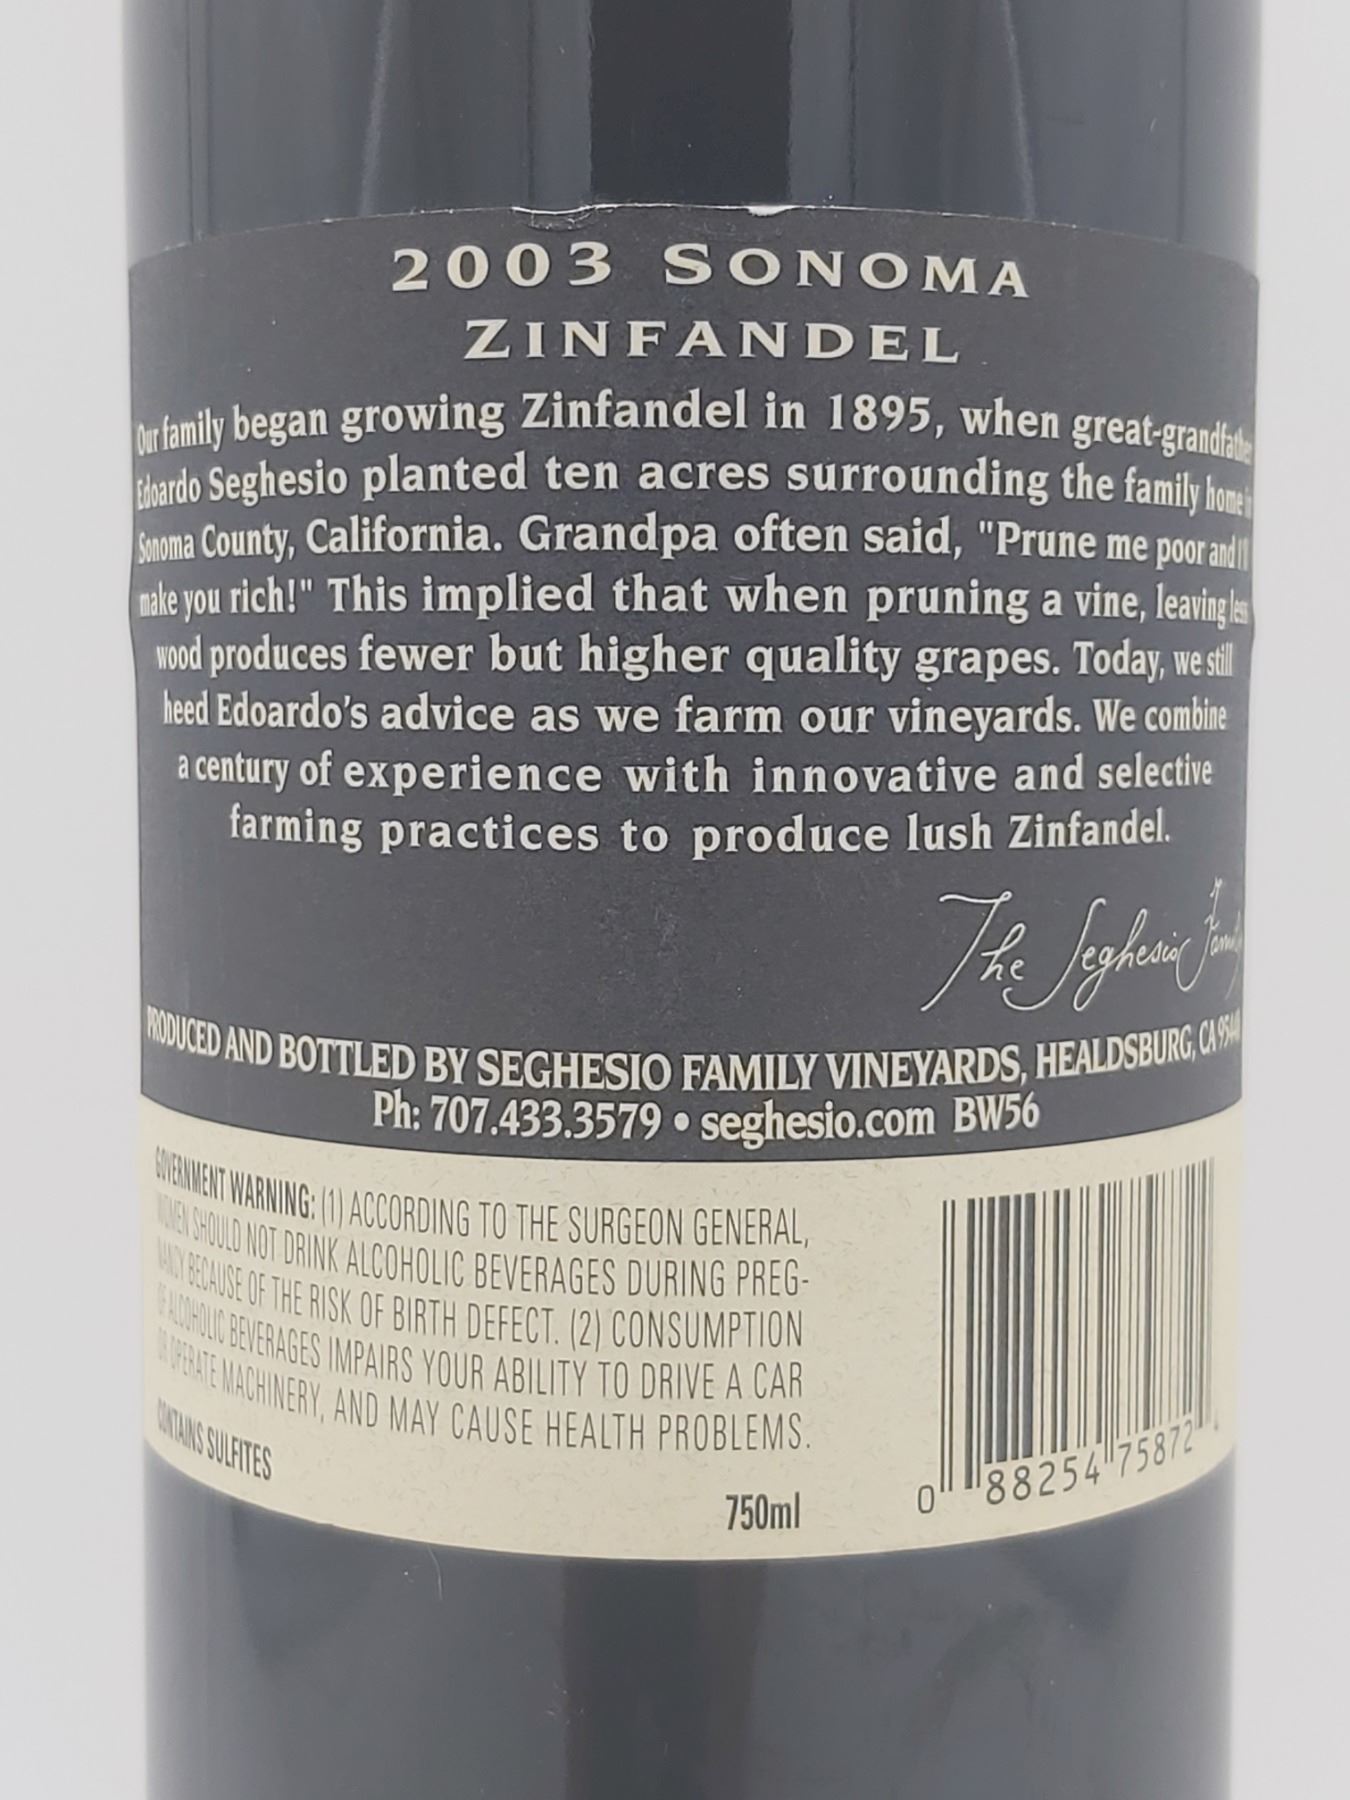 2003 SONOMA
ZINFANDEL
Our family began growing Zinfandel in 1895, when great-grandfather
Edoardo Seghesio planted ten acres surrounding the family home in
Sonoma County, California. Grandpa often said, "Prune me poor and I'll
make you rich!" This implied that when pruning a vine, leaving less
wood produces fewer but higher quality grapes. Today, we still
heed Edoardo's advice as we farm our vineyards. We combine
a century of experience with innovative and selective
farming practices to produce lush Zinfandel.
The Seghesio Family
PRODUCED AND BOTTLED BY SEGHESIO FAMILY VINEYARDS, HEALDSBURG, CA
Ph: 707.433.3579 • seghesio.com BW56
GOVERNMENT WARNING: (1) ACCORDING TO THE SURGEON GENERAL,
WOMEN SHOULD NOT DRINK ALCOHOLIC BEVERAGES DURING PREG-
NANCY BECAUSE OF THE RISK OF BIRTH DEFECT. (2) CONSUMPTION
OF ALCOHOLIC BEVERAGES IMPAIRS YOUR ABILITY TO DRIVE A CAR
OR OPERATE MACHINERY, AND MAY CAUSE HEALTH PROBLEMS.
CONTAINS SULFITES
750ml
0 88254 75872